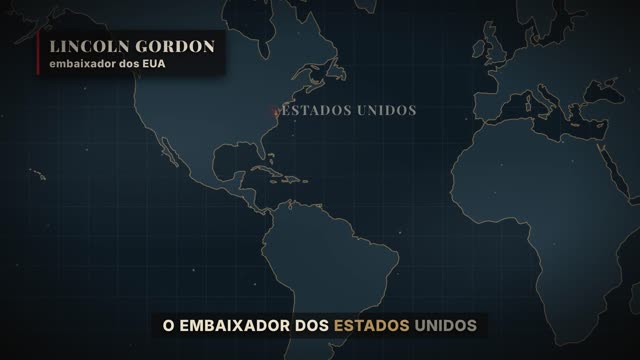 LINCOLN GORDON
embaixador dos EUA
ESTADOS UNIDOS
O EMBAIXADOR DOS ESTADOS UNIDOS